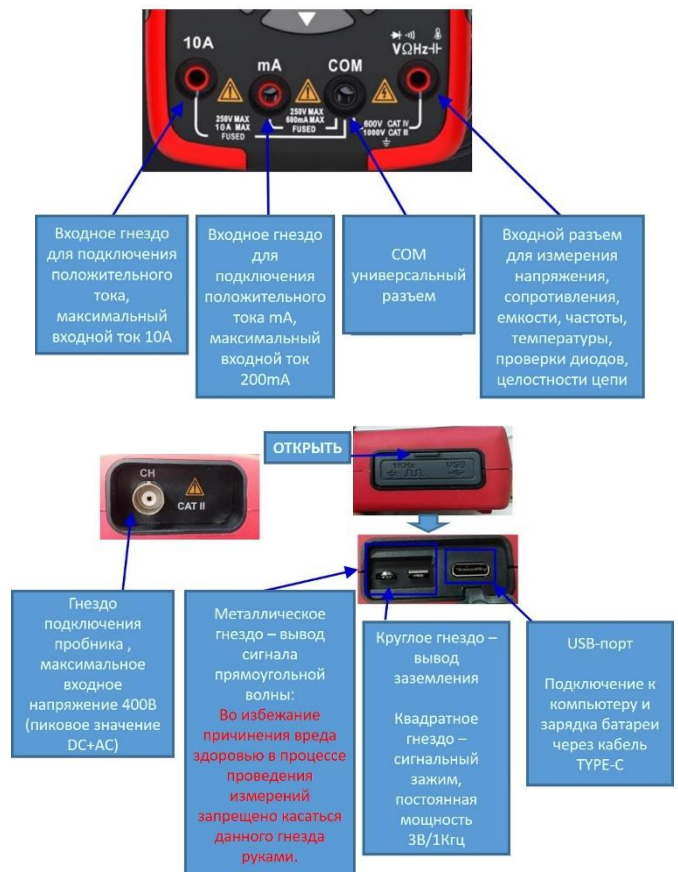 10A
mA
COM
VΩHz
250V MAX
10A MAX
FUSED
250V MAX
600mA MAX
FUSED
600V CAT IV
1000V CAT III
Входное гнездо
для подключения
положительного
тока,
максимальный
входной ток 10А
Входное гнездо
для
подключения
положительного
тока mA,
максимальный
входной ток
200mA
COM
универсальный
разъем
Входной разъем
для измерения
напряжения,
сопротивления,
емкости, частоты,
температуры,
проверки диодов,
целостности цепи
ОТКРЫТЬ
1KHz
USB
CH
CAT II
Гнездо
подключения
пробника ,
максимальное
входное
напряжение 400В
(пиковое значение
DC+AC)
Металлическое
гнездо – вывод
сигнала
прямоугольной
волны:
Во избежание
причинения вреда
здоровью в процессе
проведения
измерений
запрещено касаться
данного гнезда
руками.
Круглое гнездо –
вывод
заземления
Квадратное
гнездо –
сигнальный
зажим,
постоянная
мощность
3В/1Кгц
USB-порт
Подключение к
компьютеру и
зарядка батареи
через кабель
TYPE-C